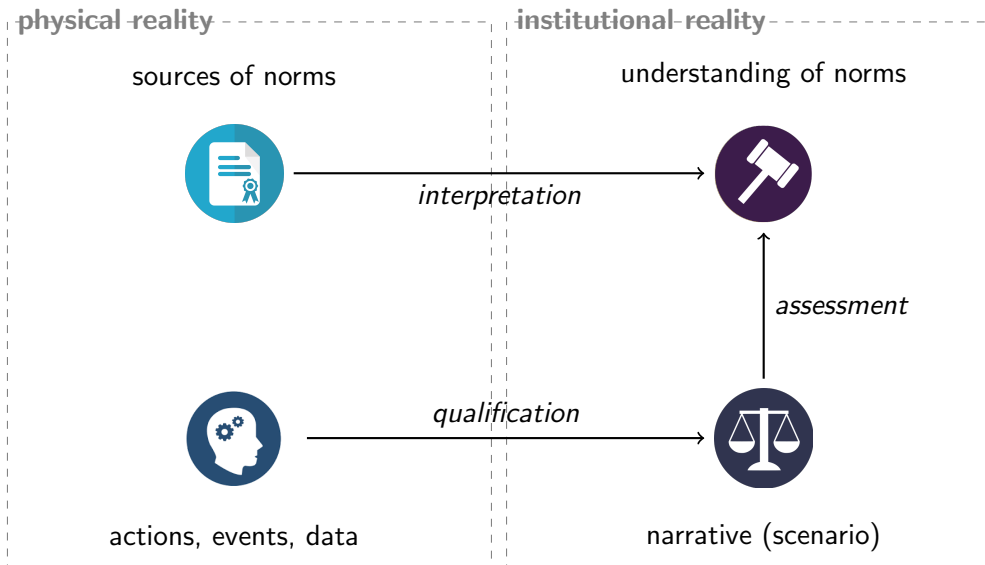 physical reality
institutional reality
sources of norms
understanding of norms
interpretation
assessment
qualification
actions, events, data
narrative (scenario)